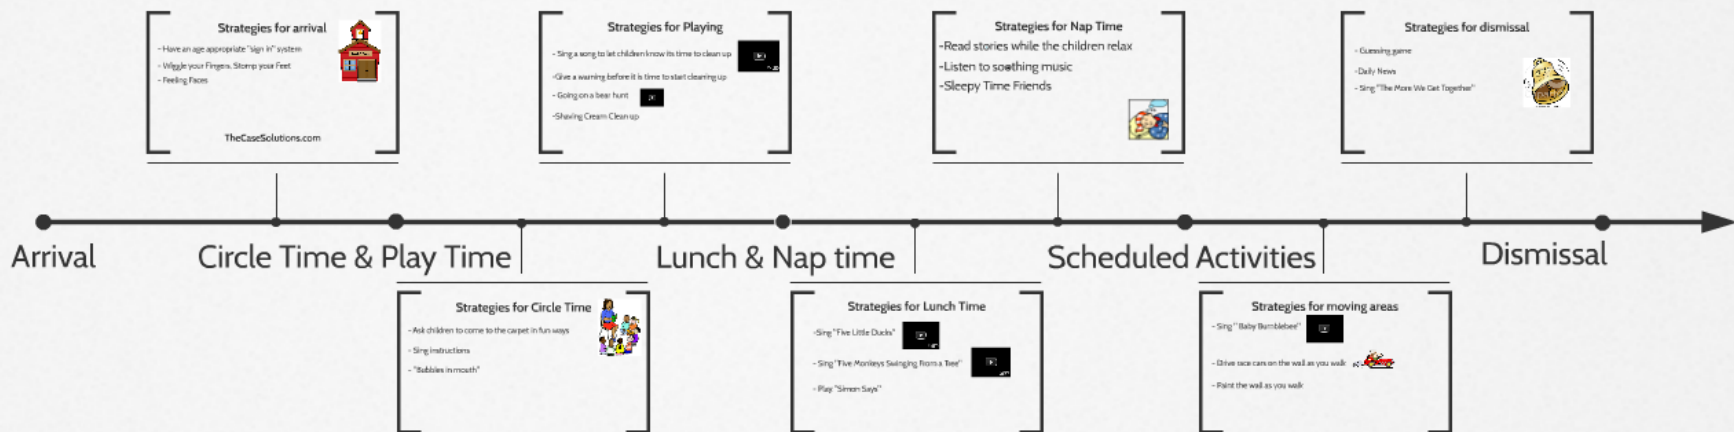 Strategies for arrival
- Have an age appropriate "sign in" system
- Wiggle your Fingers, Stomp your Feet
- Feeling Faces
TheCaseSolutions.com
Strategies for Playing
- Sing a song to let children know its time to clean up
-Give a warning before it is time to start cleaning up
- Going on a bear hunt
-Shaving Cream Clean up
Strategies for Nap Time
-Read stories while the children relax
-Listen to soothing music
-Sleepy Time Friends
Strategies for dismissal
- Guessing game
-Daily News
- Sing "The More We Get Together"
Arrival
Circle Time & Play Time
Lunch & Nap time
Scheduled Activities
Dismissal
Strategies for Circle Time
- Ask children to come to the carpet in fun ways
- Sing instructions
- "Bubbles in mouth"
Strategies for Lunch Time
-Sing "Five Little Ducks"
- Sing "Five Monkeys Swinging From a Tree"
- Play "Simon Says"
Strategies for moving areas
- Sing "'Baby Bumblebee"
- Drive race cars on the wall as you walk
- Paint the wall as you walk